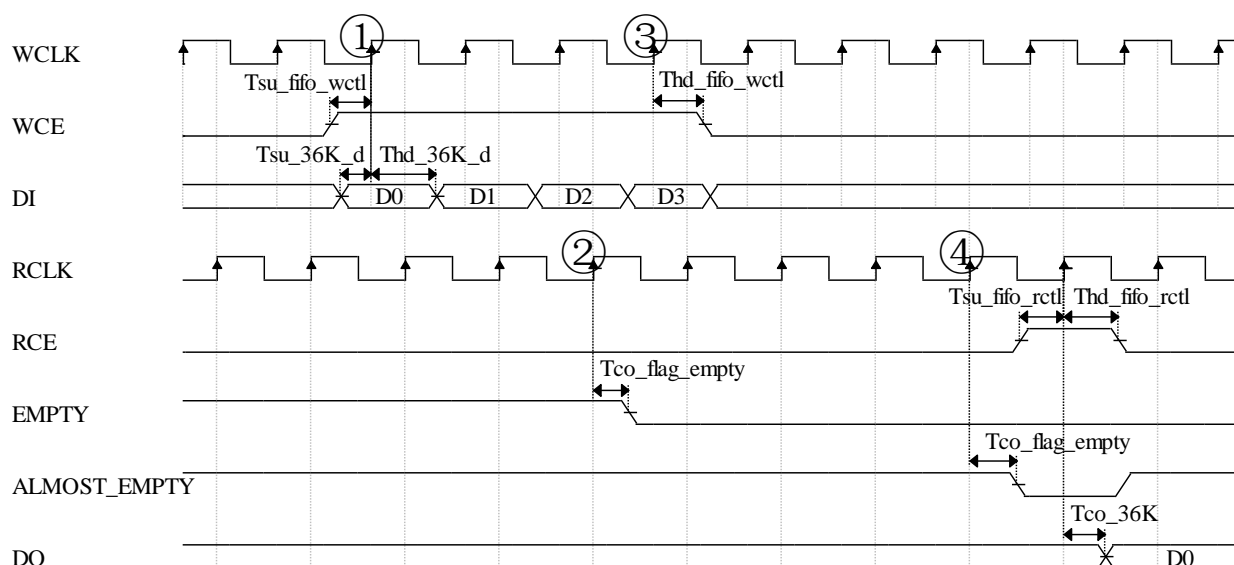 ① ③
WCLK
Tsu_fifo_wctl Thd_fifo_wctl
WCE
Tsu_36K_d Thd_36K_d
DI D0 D1 D2 D3
② ④
RCLK
Tsu_fifo_rctl Thd_fifo_rctl
RCE
Tco_flag_empty
EMPTY
Tco_flag_empty
ALMOST_EMPTY
Tco_36K
DO D0